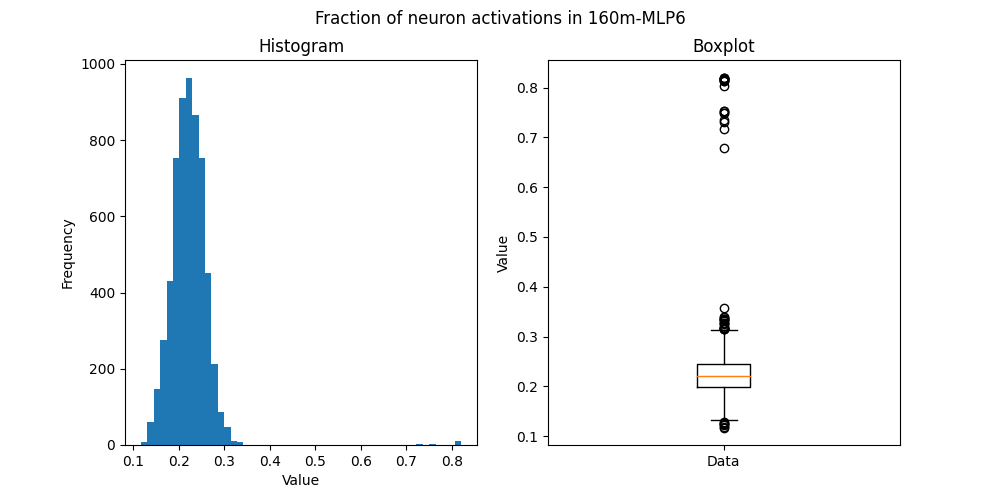 Fraction of neuron activations in 160m-MLP6
Histogram
Frequency
1000
800
600
400
200
0
0.1 0.2 0.3 0.4 0.5 0.6 0.7 0.8
Value
Boxplot
Value
0.8
0.7
0.6
0.5
0.4
0.3
0.2
0.1
Data